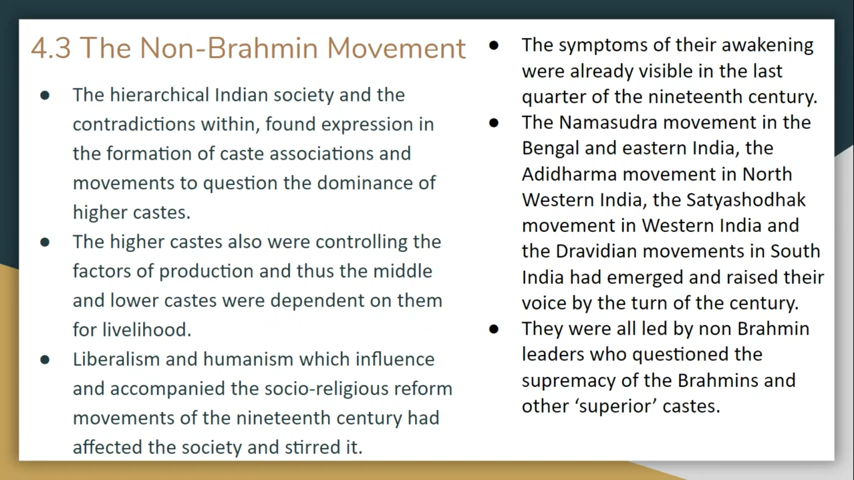 4.3 The Non-Brahmin Movement
● The hierarchical Indian society and the
contradictions within, found expression in
the formation of caste associations and
movements to question the dominance of
higher castes.
● The higher castes also were controlling the
factors of production and thus the middle
and lower castes were dependent on them
for livelihood.
● Liberalism and humanism which influence
and accompanied the socio-religious reform
movements of the nineteenth century had
affected the society and stirred it.
● The symptoms of their awakening
were already visible in the last
quarter of the nineteenth century.
● The Namasudra movement in the
Bengal and eastern India, the
Adidharma movement in North
Western India, the Satyashodhak
movement in Western India and
the Dravidian movements in South
India had emerged and raised their
voice by the turn of the century.
● They were all led by non Brahmin
leaders who questioned the
supremacy of the Brahmins and
other ‘superior’ castes.